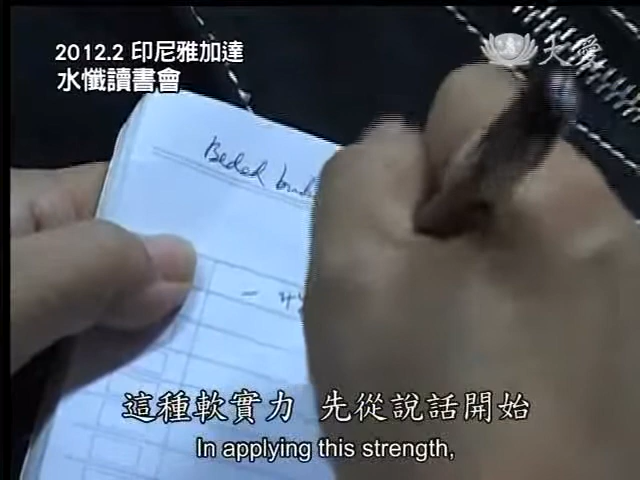 2012.2 印尼雅加達
水懺讀書會
大愛
Beded
這種軟實力 先從說話開始
In applying this strength,